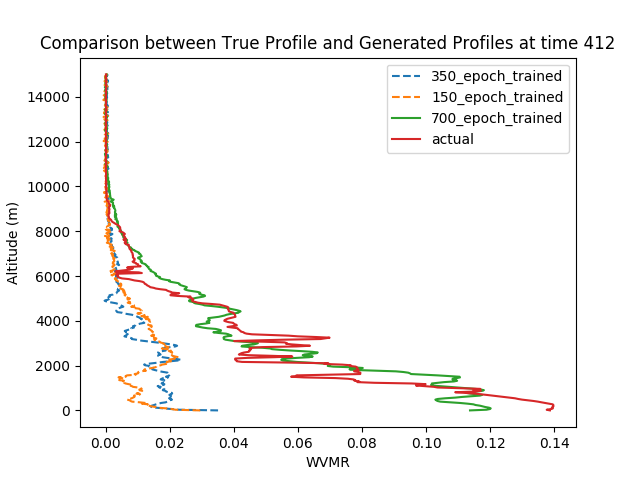 Comparison between True Profile and Generated Profiles at time 412
350_epoch_trained
150_epoch_trained
700_epoch_trained
actual
Altitude (m)
14000
12000
10000
8000
6000
4000
2000
0
0.00 0.02 0.04 0.06 0.08 0.10 0.12 0.14
WVMR